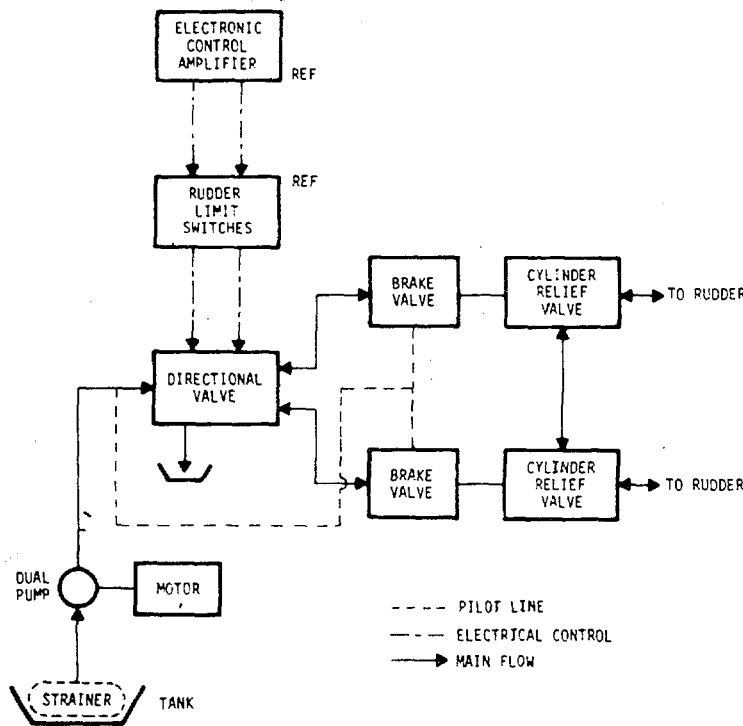 ELECTRONIC
CONTROL
AMPLIFIER
REF
RUDDER
LIMIT
SWITCHES
REF
BRAKE
VALVE
CYLINDER
RELIEF
VALVE
TO RUDDER
DIRECTIONAL
VALVE
BRAKE
VALVE
CYLINDER
RELIEF
VALVE
TO RUDDER
DUAL
PUMP
MOTOR
PILOT LINE
ELECTRICAL CONTROL
MAIN FLOW
STRAINER
TANK